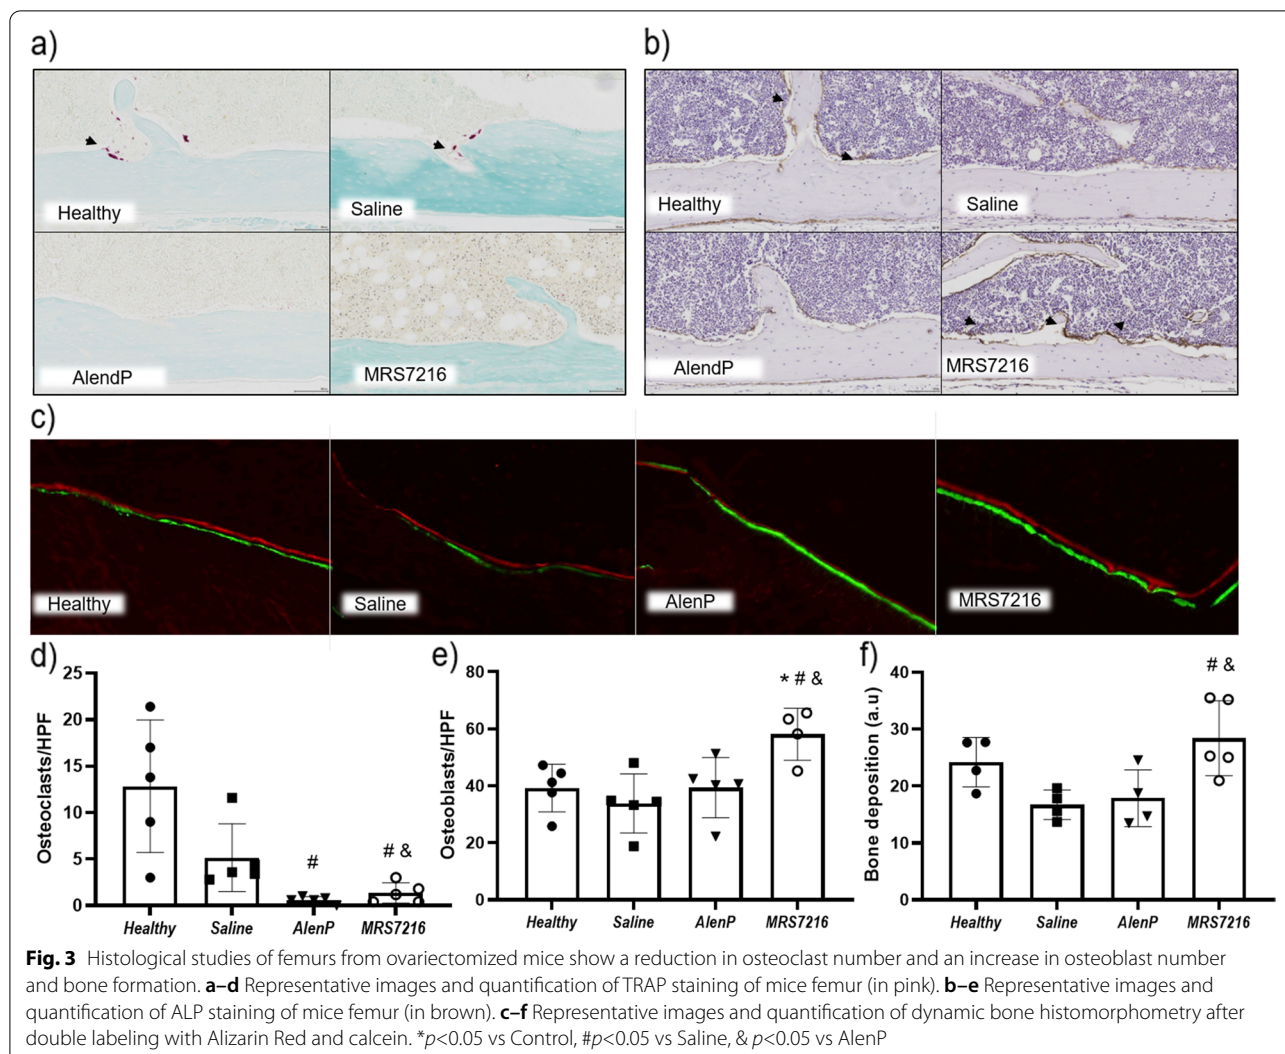 a)
b)
Healthy
Saline
Healthy
Saline
AlendP
MRS7216
AlendP
MRS7216
c)
Healthy
Saline
AlenP
MRS7216
d)
e)
f)
Osteoclasts/HPF
25
20
15
10
5
0
#
# &
Healthy
Saline
AlenP
MRS7216
Osteoblasts/HPF
80
60
40
20
0
* # &
Healthy
Saline
AlenP
MRS7216
Bone deposition (a.u)
40
30
20
10
0
# &
Healthy
Saline
AlenP
MRS7216
Fig. 3 Histological studies of femurs from ovariectomized mice show a reduction in osteoclast number and an increase in osteoblast number
and bone formation. a–d Representative images and quantification of TRAP staining of mice femur (in pink). b–e Representative images and
quantification of ALP staining of mice femur (in brown). c–f Representative images and quantification of dynamic bone histomorphometry after
double labeling with Alizarin Red and calcein. *p<0.05 vs Control, #p<0.05 vs Saline, & p<0.05 vs AlenP